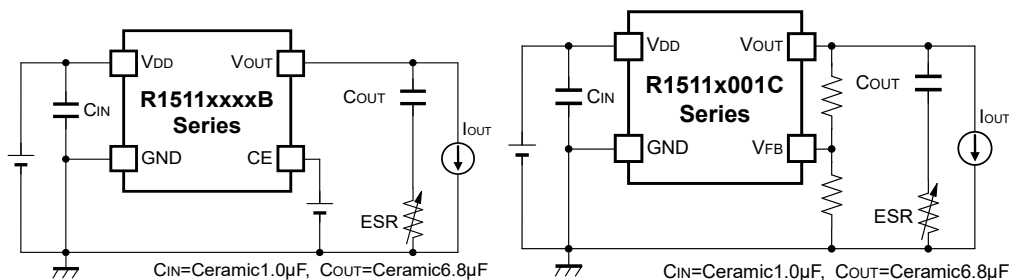 VDD
VOUT
R1511xxxxB
Series
CIN
COUT
IOUT
GND
CE
ESR
CIN=Ceramic1.0μF, COUT=Ceramic6.8μF
VDD
VOUT
R1511x001C
Series
CIN
COUT
IOUT
GND
VFB
ESR
CIN=Ceramic1.0μF, COUT=Ceramic6.8μF